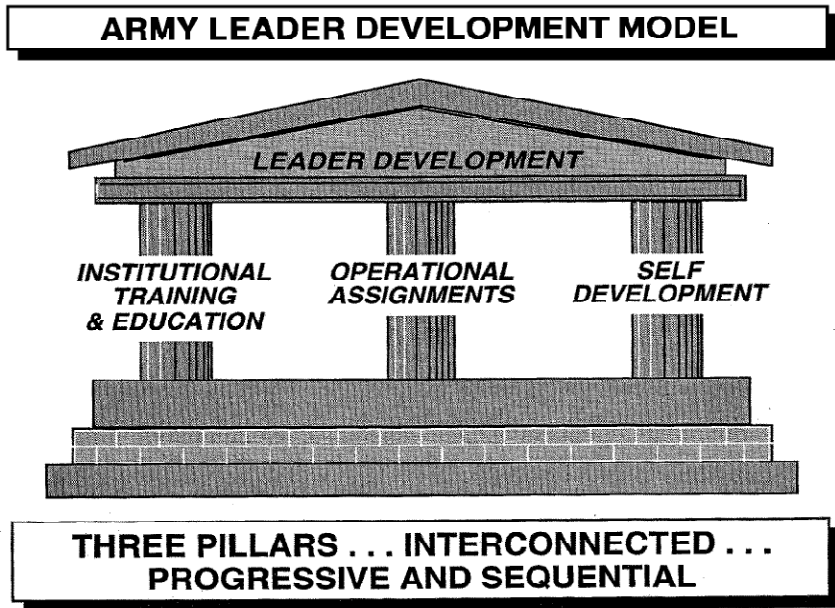 ARMY LEADER DEVELOPMENT MODEL
LEADER DEVELOPMENT
INSTITUTIONAL
TRAINING
& EDUCATION
OPERATIONAL
ASSIGNMENTS
SELF
DEVELOPMENT
THREE PILLARS . . . INTERCONNECTED . . .
PROGRESSIVE AND SEQUENTIAL